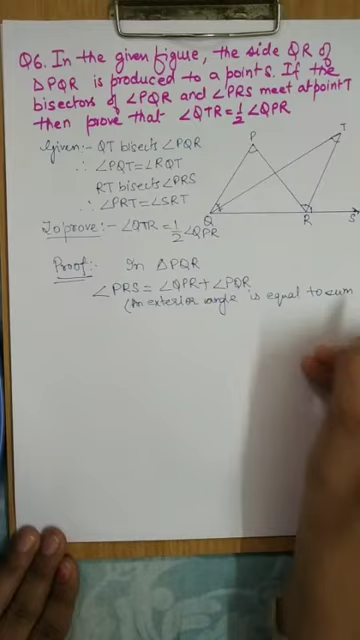 Q6. In the given figure, the side QR of
ΔPQR is produced to a point S. If the
bisectors of ∠PQR and ∠PRS meet at point T
then prove that ∠QTR = 1/2 ∠QPR
Given:- QT bisects ∠PQR
∴ ∠PQT = ∠RQT
RT bisects ∠PRS
∴ ∠PRT = ∠SRT
P
T
Q
R
S
To prove:- ∠QTR = 1/2 ∠QPR
Proof:- In ΔPQR
∠PRS = ∠QPR + ∠PQR
(An exterior angle is equal to sum